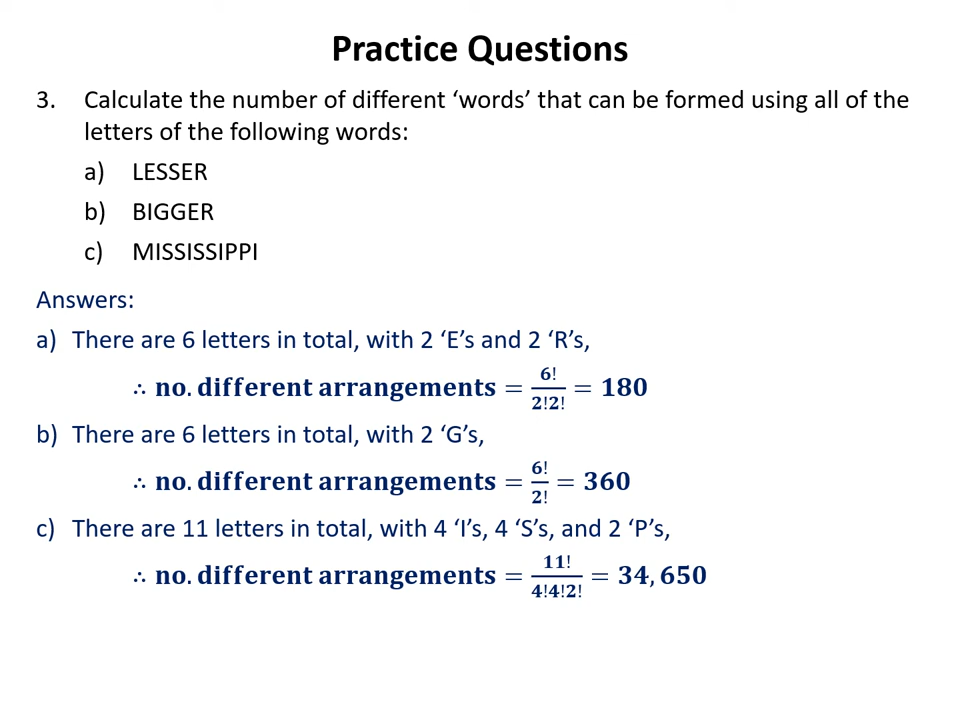 Practice Questions
3. Calculate the number of different ‘words’ that can be formed using all of the
letters of the following words:
a) LESSER
b) BIGGER
c) MISSISSIPPI
Answers:
a) There are 6 letters in total, with 2 ‘E’s and 2 ‘R’s,
∴ no. different arrangements = 6!/2!2! = 180
b) There are 6 letters in total, with 2 ‘G’s,
∴ no. different arrangements = 6!/2! = 360
c) There are 11 letters in total, with 4 ‘I’s, 4 ‘S’s, and 2 ‘P’s,
∴ no. different arrangements = 11!/4!4!2! = 34,650